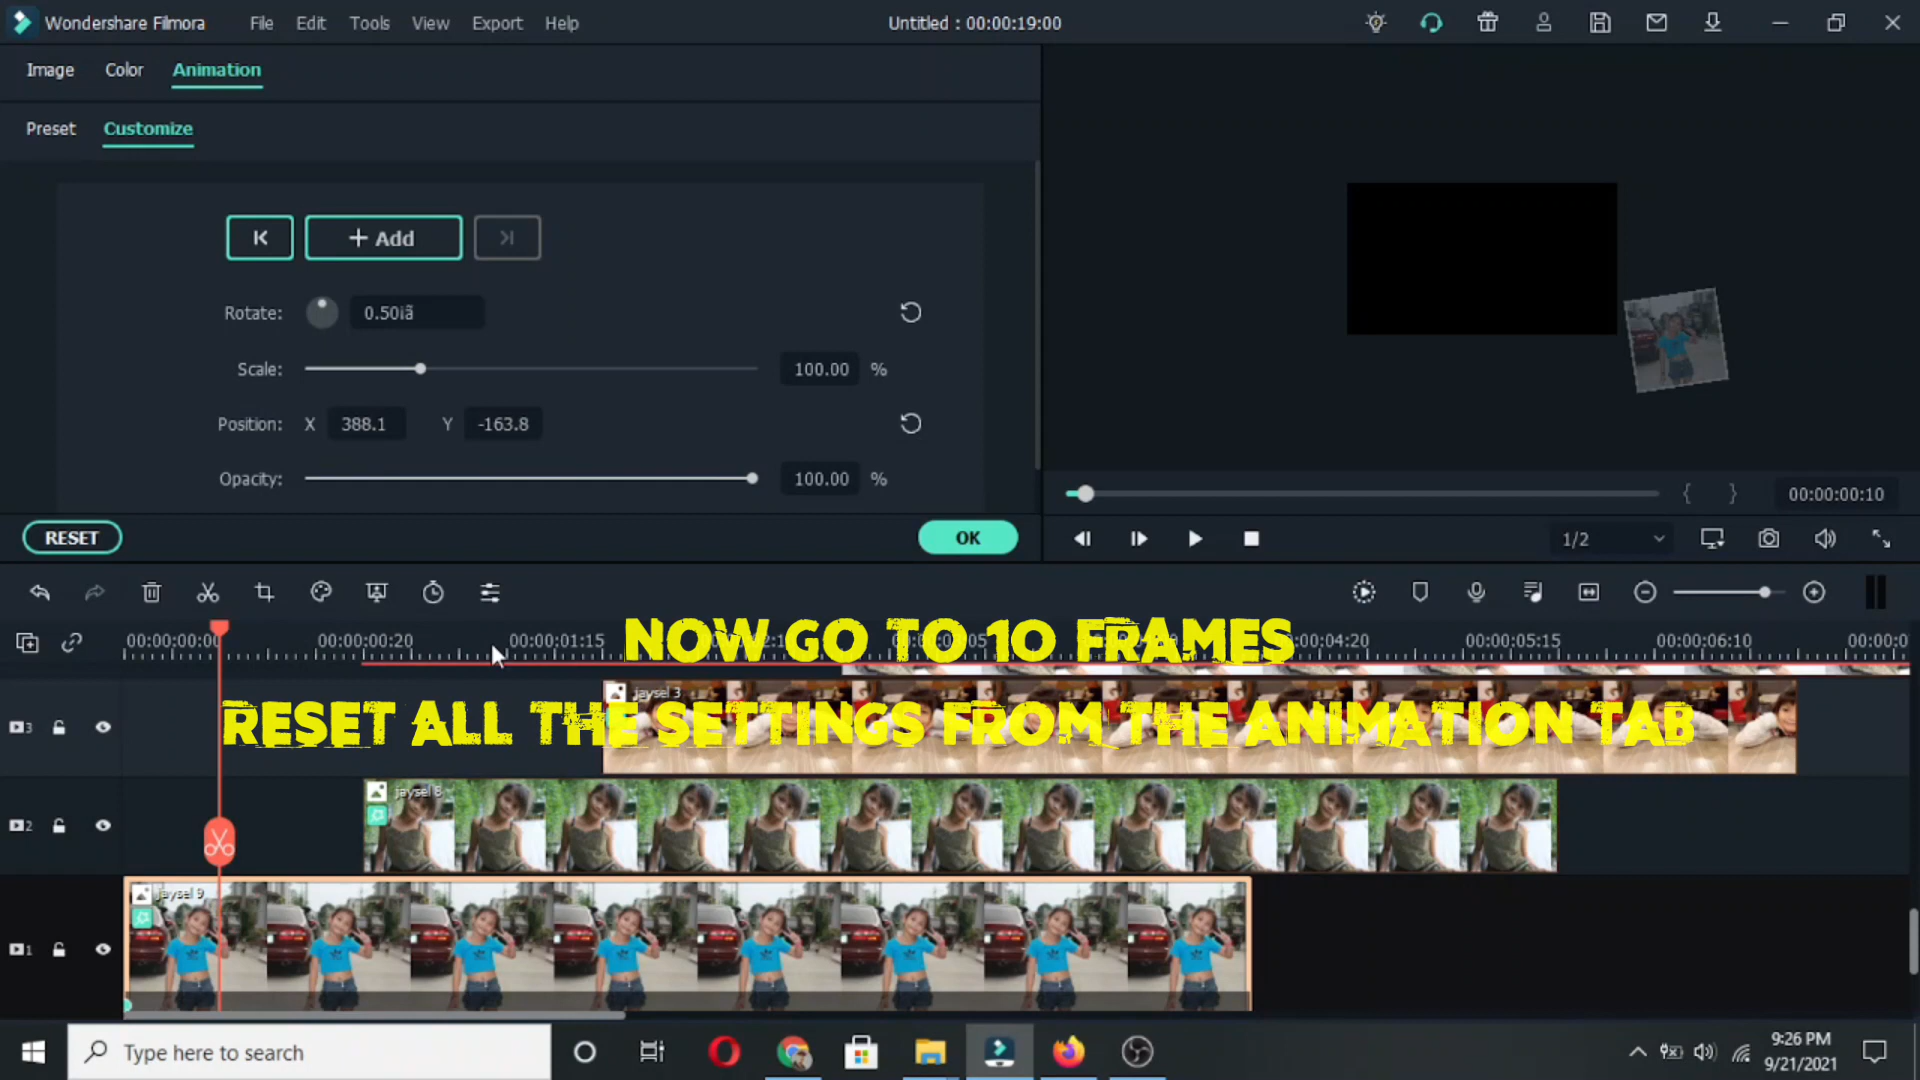 Wondershare Filmora File Edit Tools View Export Help Untitled : 00:00:19:00
Image Color Animation
Preset Customize
+ Add
Rotate: 0.50iã
Scale: 100.00 %
Position: X 388.1 Y -163.8
Opacity: 100.00 %
00:00:00:10
RESET OK
1/2
00:00:00:00 00:00:00:20 00:00:01:15 00:00:04:20 00:00:05:15 00:00:06:10
NOW GO TO 10 FRAMES
jaysel 3
3
RESET ALL THE SETTINGS FROM THE ANIMATION TAB
jaysel 8
2
jaysel 9
1
Type here to search
9:26 PM
9/21/2021